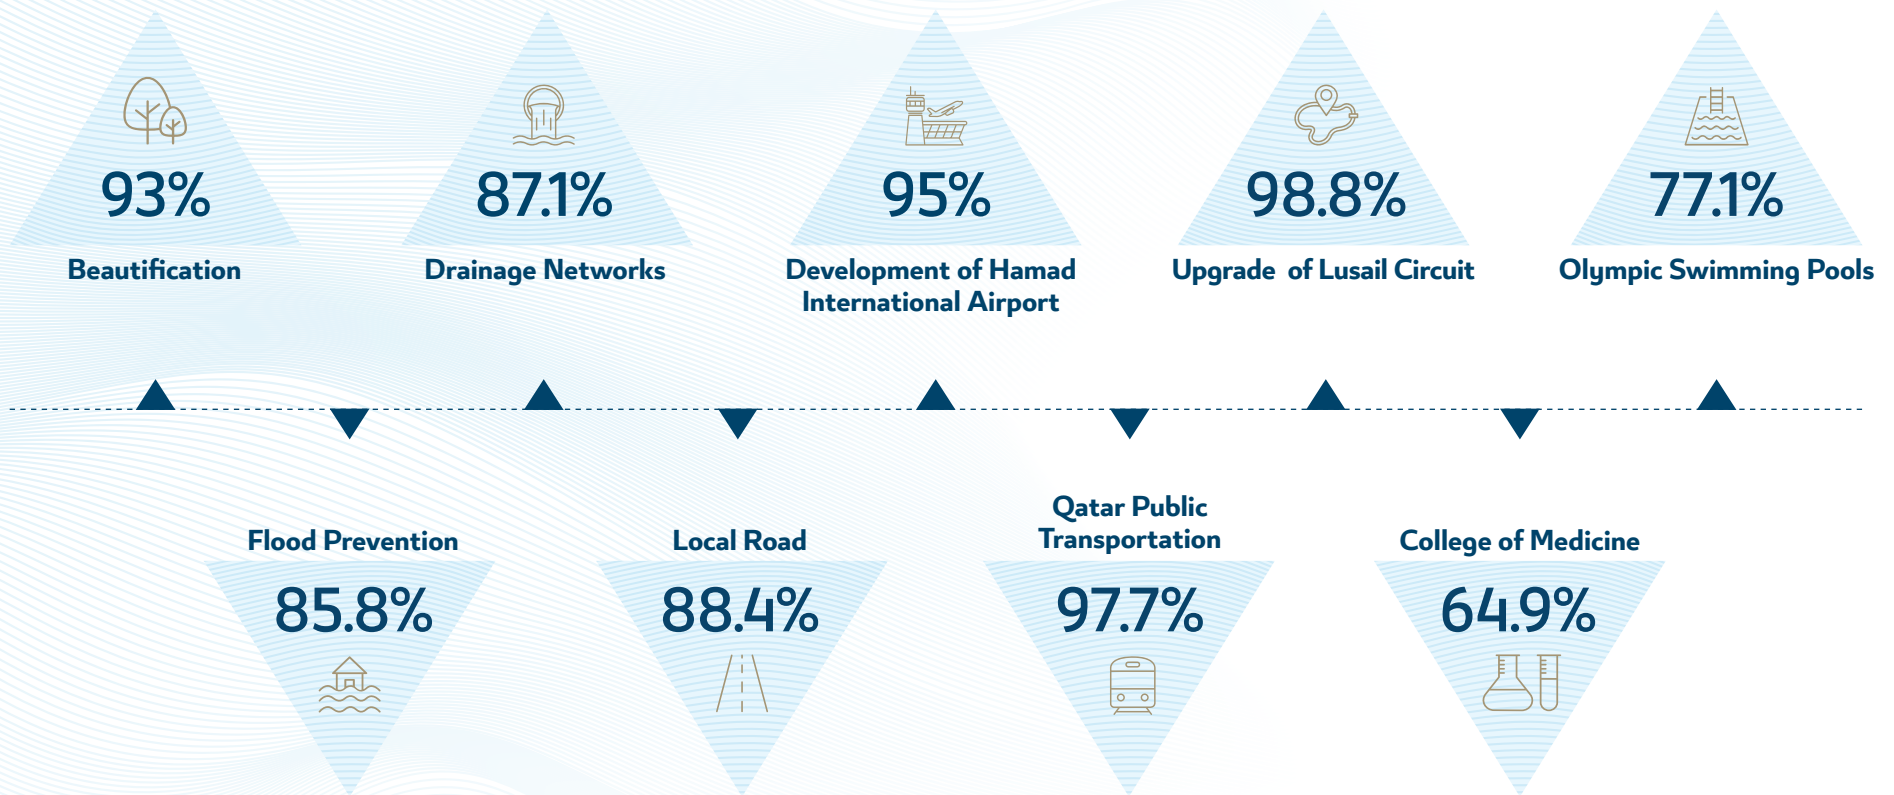 93%
Beautification
87.1%
Drainage Networks
95%
Development of Hamad
International Airport
98.8%
Upgrade of Lusail Circuit
77.1%
Olympic Swimming Pools
Flood Prevention
85.8%
Local Road
88.4%
Qatar Public
Transportation
97.7%
College of Medicine
64.9%